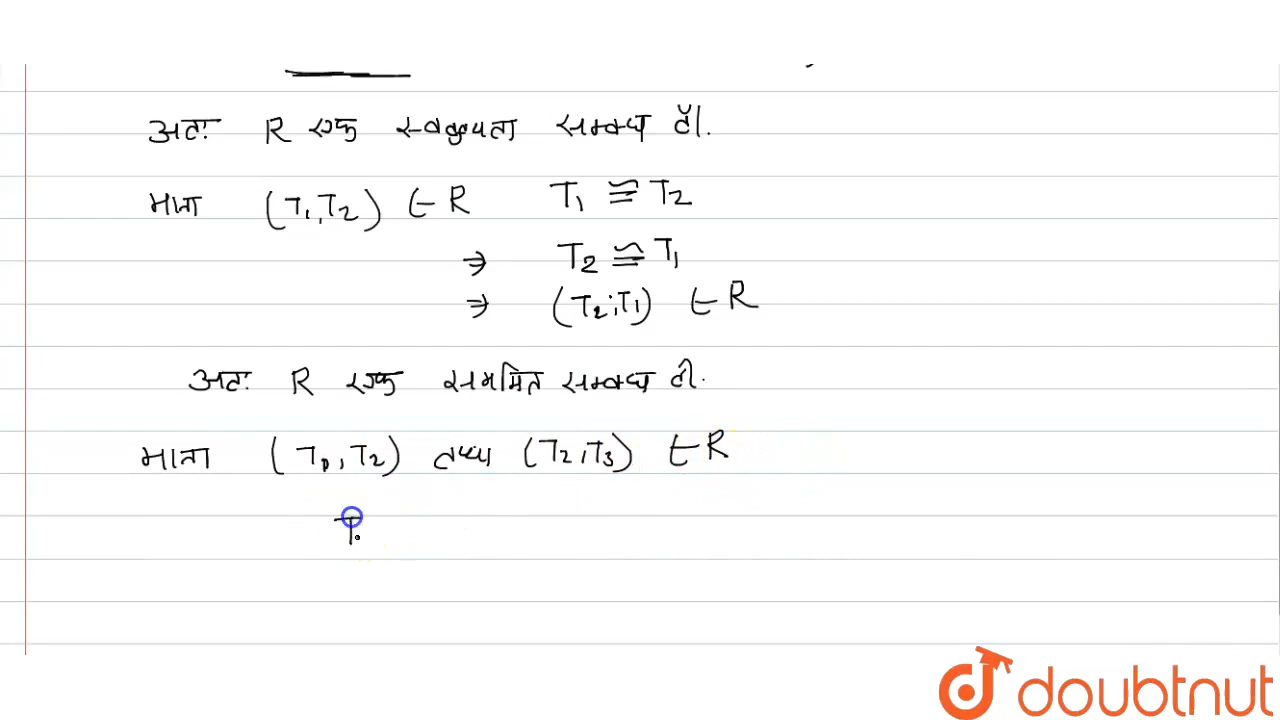 अतः R एक स्वतुल्यता सम्बन्ध है।.
माना (T₁,T₂) ∈ R T₁ ≅ T₂
⇒ T₂ ≅ T₁
⇒ (T₂,T₁) ∈ R
अतः R एक सममित सम्बन्ध है.
माना (T₁,T₂) तथा (T₂,T₃) ∈ R
T
doubtnut